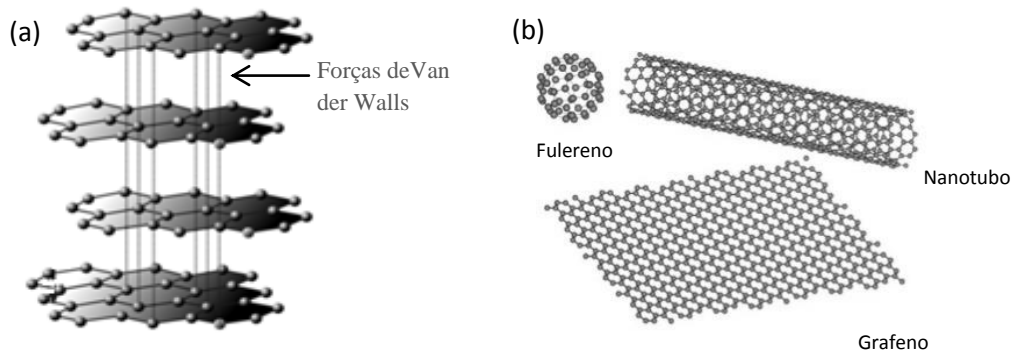 (a)
Forças deVan
der Walls
(b)
Fulereno
Nanotubo
Grafeno